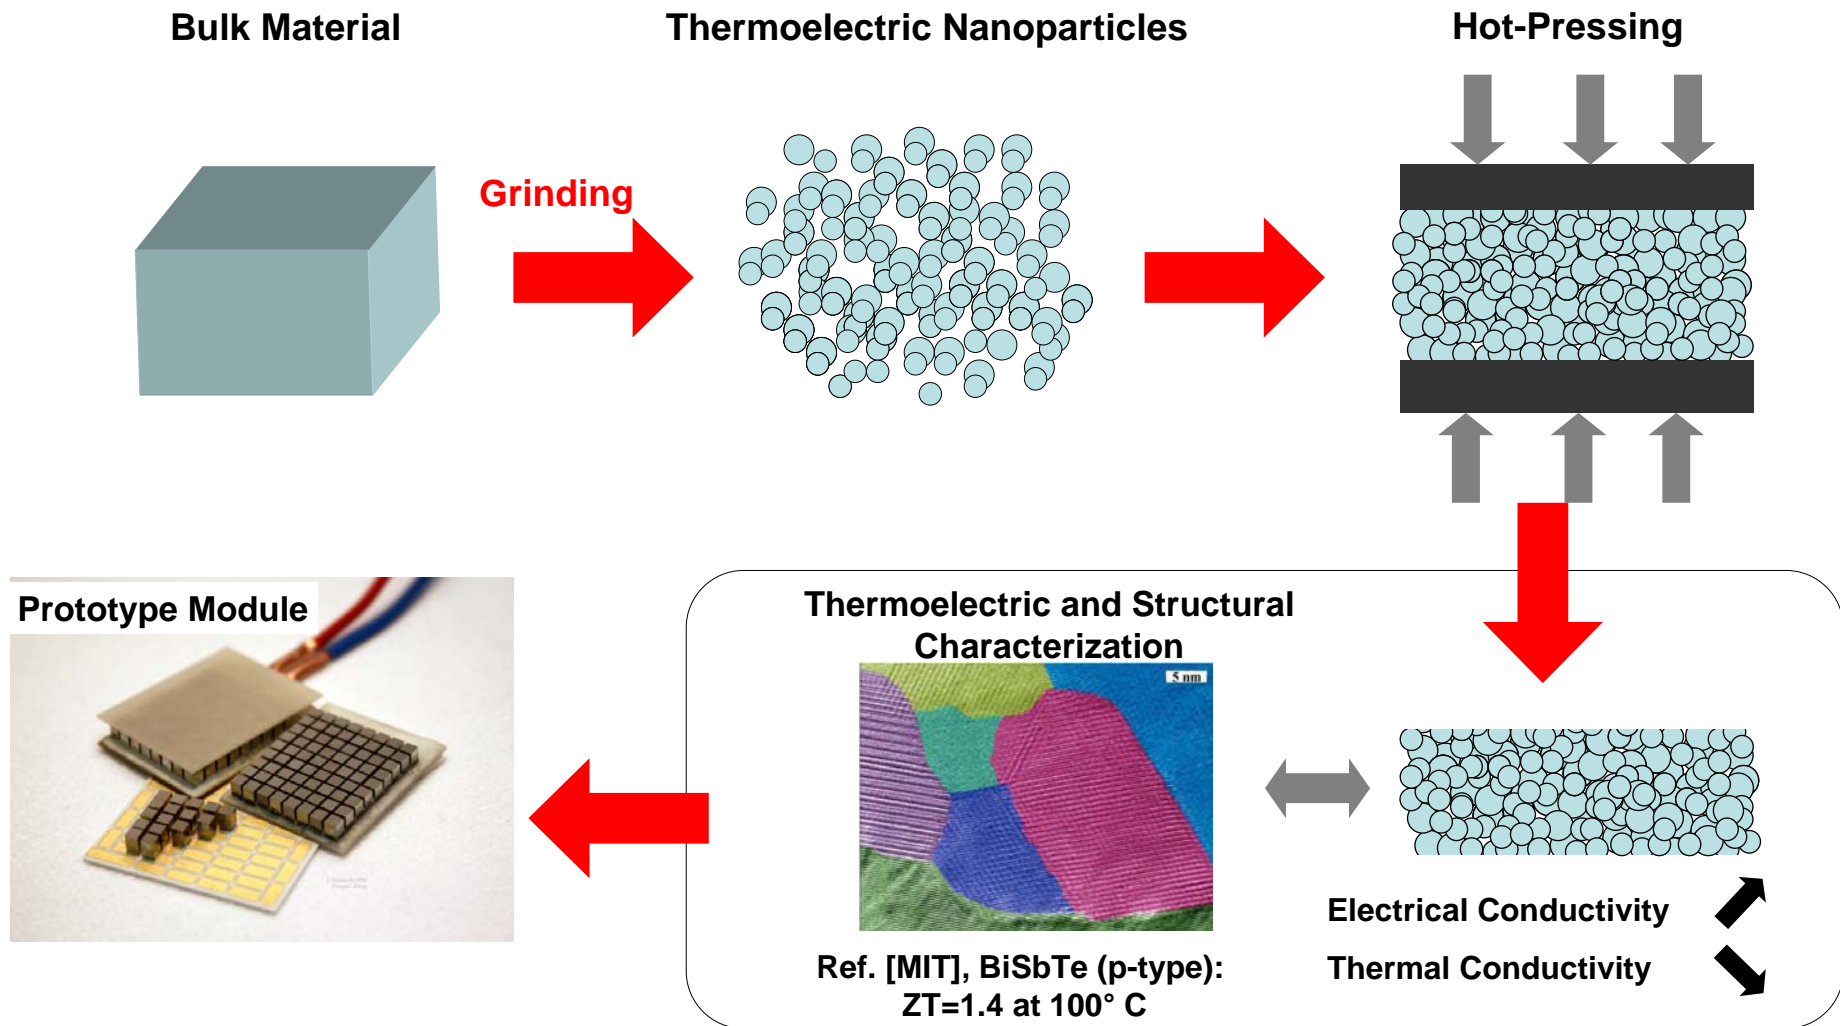 Bulk Material
Thermoelectric Nanoparticles
Hot-Pressing
Grinding
Prototype Module
Thermoelectric and Structural
Characterization
5 nm
Electrical Conductivity
Thermal Conductivity
Ref. [MIT], BiSbTe (p-type):
ZT=1.4 at 100° C